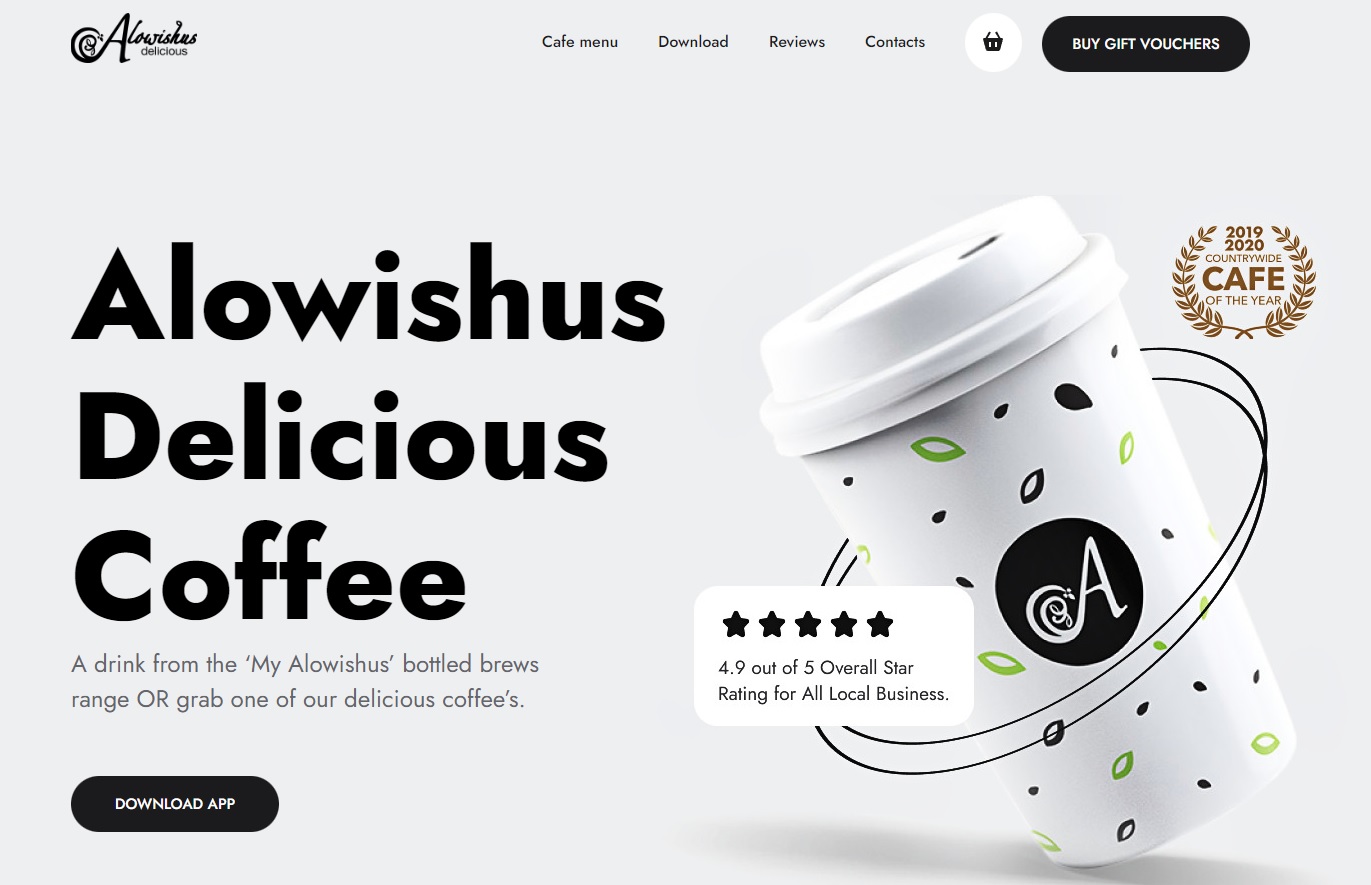 Alowishus
delicious
Cafe menu
Download
Reviews
Contacts
BUY GIFT VOUCHERS
Alowishus
Delicious
Coffee
A drink from the ‘My Alowishus’ bottled brews
range OR grab one of our delicious coffee’s.
DOWNLOAD APP
2019
2020
COUNTRYWIDE
CAFE
OF THE YEAR
A
4.9 out of 5 Overall Star
Rating for All Local Business.